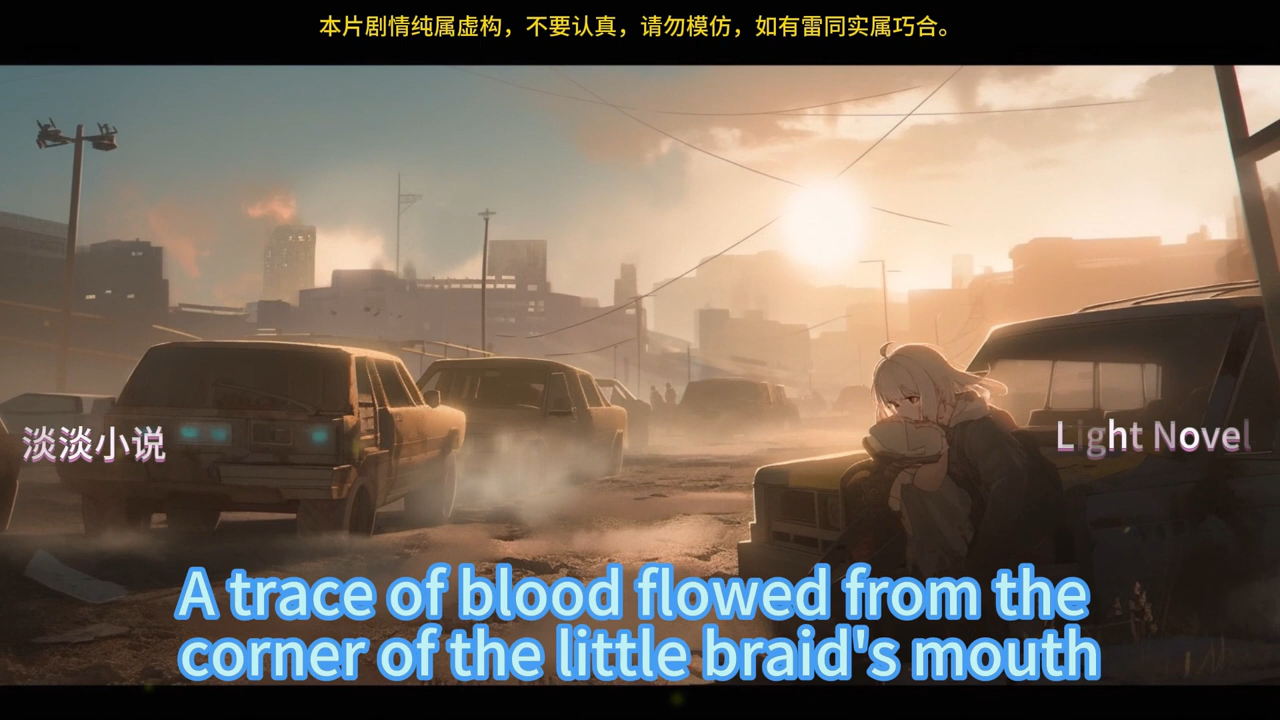 本片剧情纯属虚构，不要认真，请勿模仿，如有雷同实属巧合。
淡淡小说
Light Novel
A trace of blood flowed from the
corner of the little braid's mouth